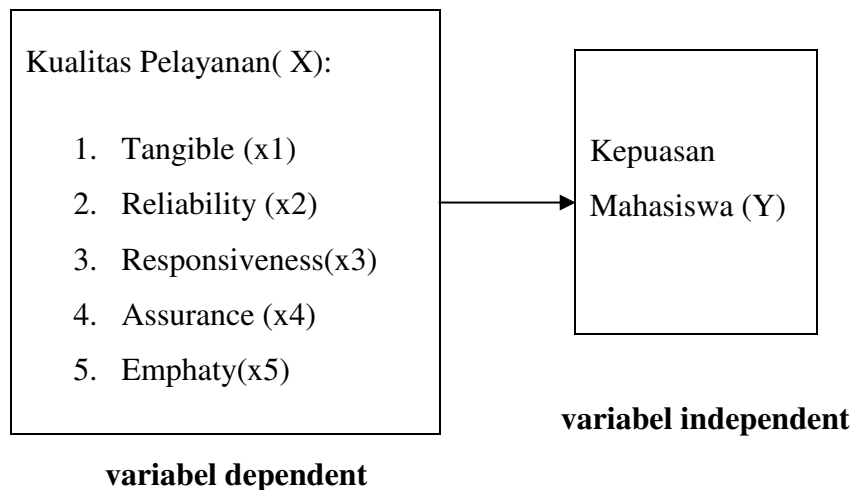 Kualitas Pelayanan( X):
1. Tangible (x1)
2. Reliability (x2)
3. Responsiveness(x3)
4. Assurance (x4)
5. Emphaty(x5)
variabel dependent
Kepuasan
Mahasiswa (Y)
variabel independent